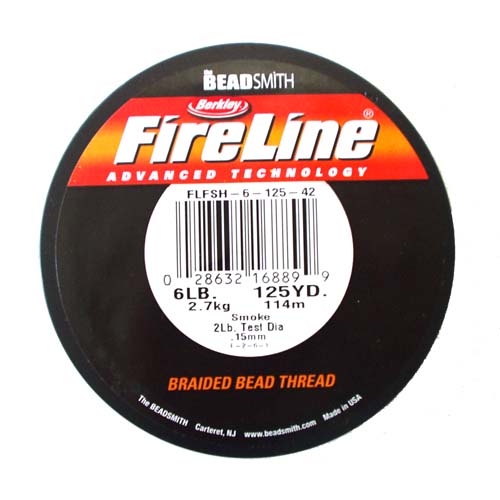 the BEADSMITH
Berkley
FIRELINE®
ADVANCED TECHNOLOGY
FLFSH-6-125-42
0 28632 16889 9
6LB. 125YD.
2.7kg 114m
Smoke
2Lb. Test Dia
.15mm
BRAIDED BEAD THREAD
The BEADSMITH Carteret, NJ www.beadsmith.com Made in USA